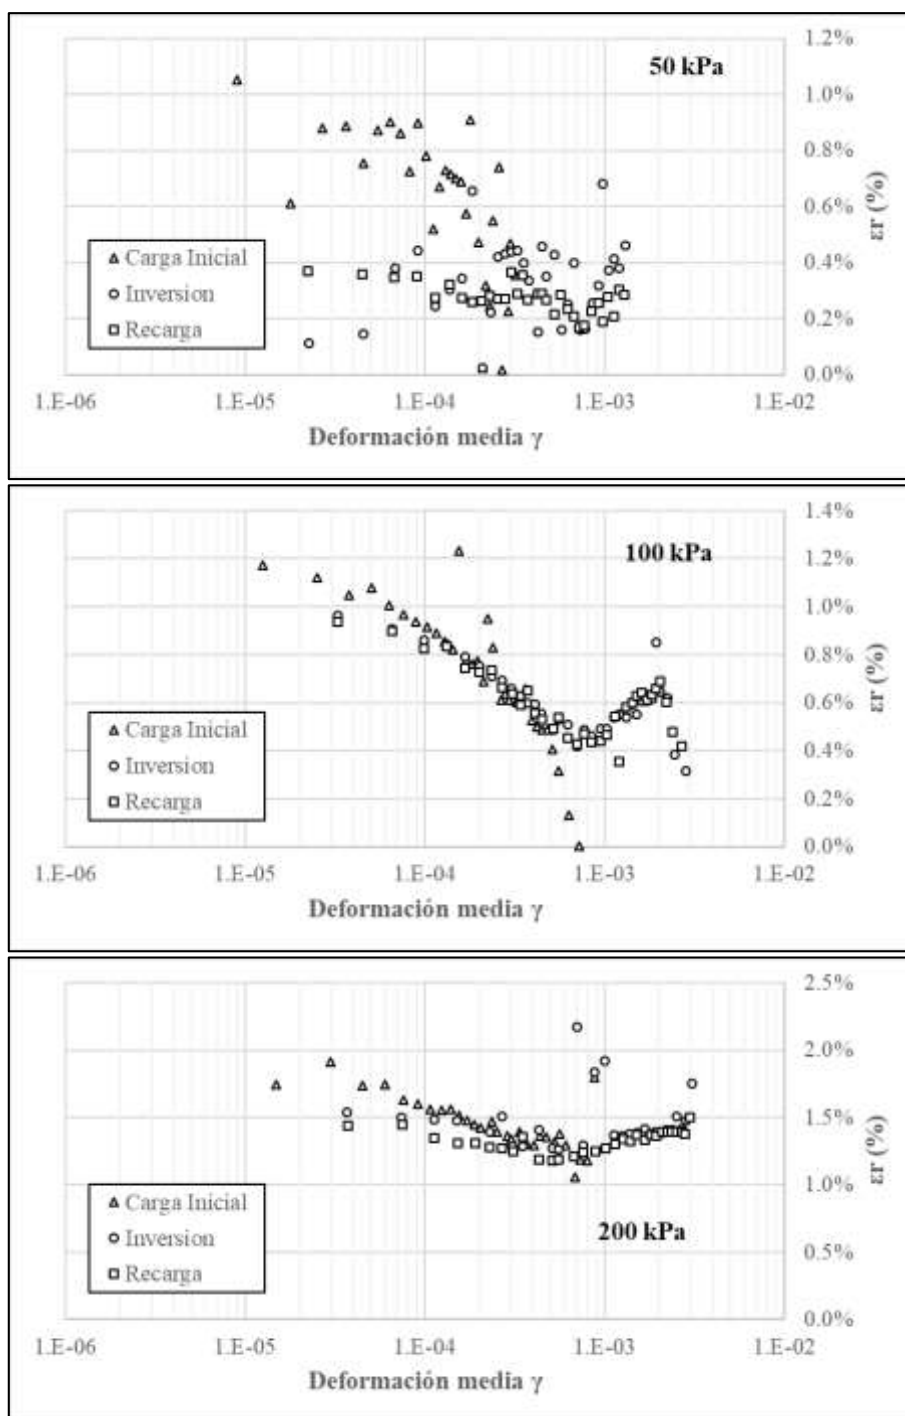 1.2%
50 kPa
1.0%
0.8%
0.6%
Carga Inicial
0.4%
Inversion
Recarga
0.2%
0.0%
εr (%)
1.E-06 1.E-05 1.E-04 1.E-03 1.E-02
Deformación media γ
1.4%
100 kPa
1.2%
1.0%
0.8%
0.6%
Carga Inicial
0.4%
Inversion
Recarga
0.2%
0.0%
εr (%)
1.E-06 1.E-05 1.E-04 1.E-03 1.E-02
Deformación media γ
2.5%
2.0%
1.5%
1.0%
Carga Inicial
Inversion
200 kPa
0.5%
Recarga
0.0%
εr (%)
1.E-06 1.E-05 1.E-04 1.E-03 1.E-02
Deformación media γ